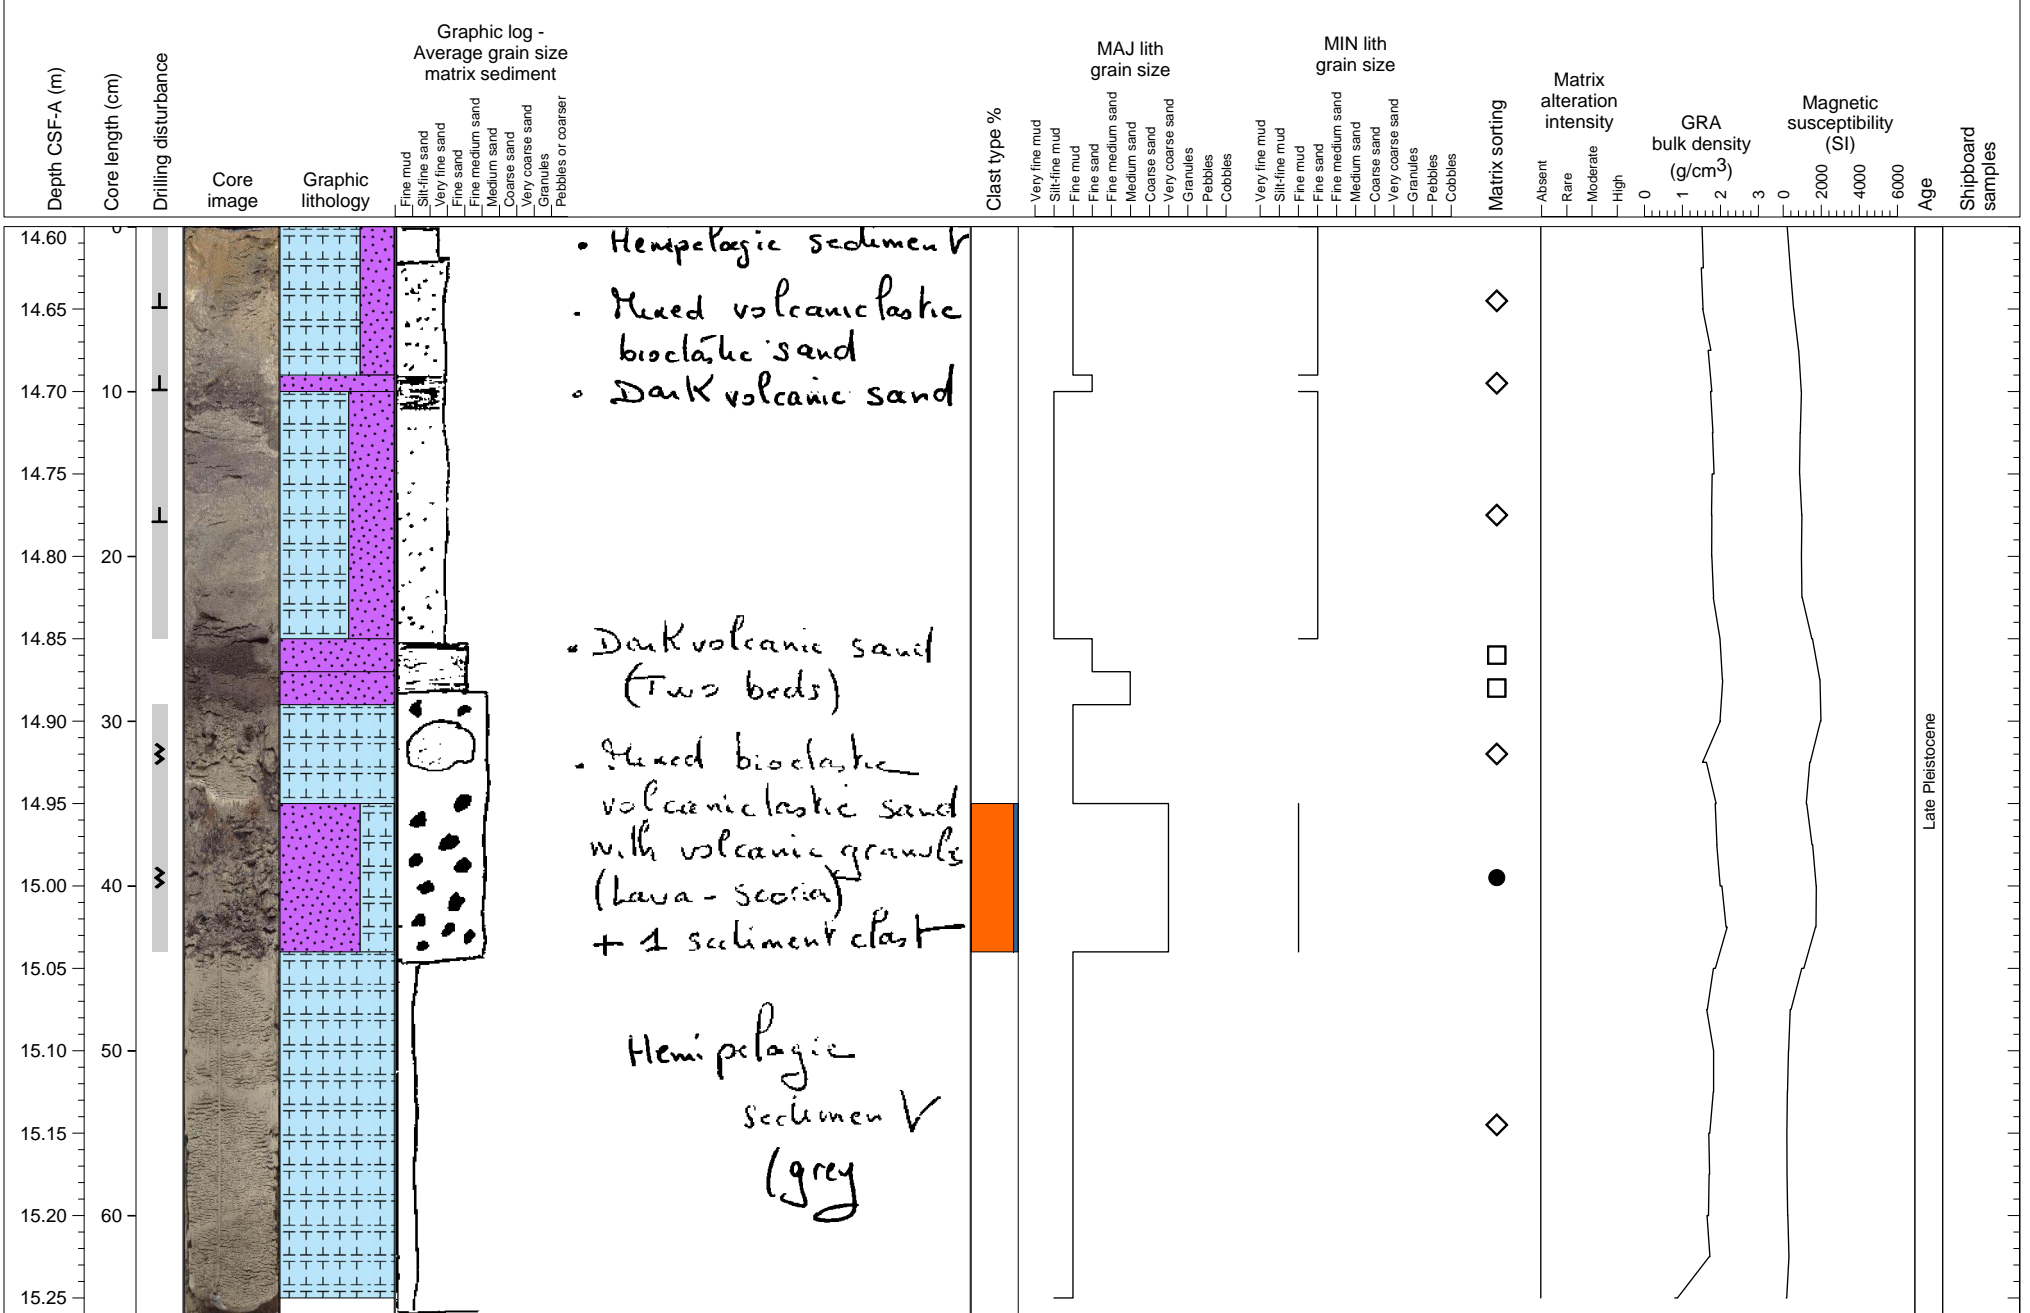 Graphic log -
Average grain size
matrix sediment
MAJ lith
grain size
MIN lith
grain size
Depth CSF-A (m)
Core length (cm)
Drilling disturbance
Core
image
Graphic
lithology
Fine mud
Silt-fine sand
Very fine sand
Fine sand
Fine medium sand
Medium sand
Coarse sand
Very coarse sand
Granules
Pebbles or coarser
Clast type %
Very fine mud
Silt-fine mud
Fine mud
Fine sand
Fine medium sand
Medium sand
Coarse sand
Very coarse sand
Granules
Pebbles
Cobbles
Very fine mud
Silt-fine mud
Fine mud
Fine sand
Fine medium sand
Medium sand
Coarse sand
Very coarse sand
Granules
Pebbles
Cobbles
Matrix sorting
Matrix
alteration
intensity
Absent
Rare
Moderate
High
GRA
bulk density
(g/cm3)
0 1 2 3
Magnetic
susceptibility
(SI)
0 2000 4000 6000
Age
Shipboard
samples
14.60
14.65
14.70
14.75
14.80
14.85
14.90
14.95
15.00
15.05
15.10
15.15
15.20
15.25
0
10
20
30
40
50
60
• Hemipelagic sediment
• Mixed volcaniclastic
bioclastic sand
• Dark volcanic sand
• Dark volcanic sand
(Two beds)
• Mixed bioclastic
volcaniclastic sand
with volcanic granuls
(Lava - scoria)
+ 1 sediment clast
Hemipelagic
sediment
(grey
Late Pleistocene